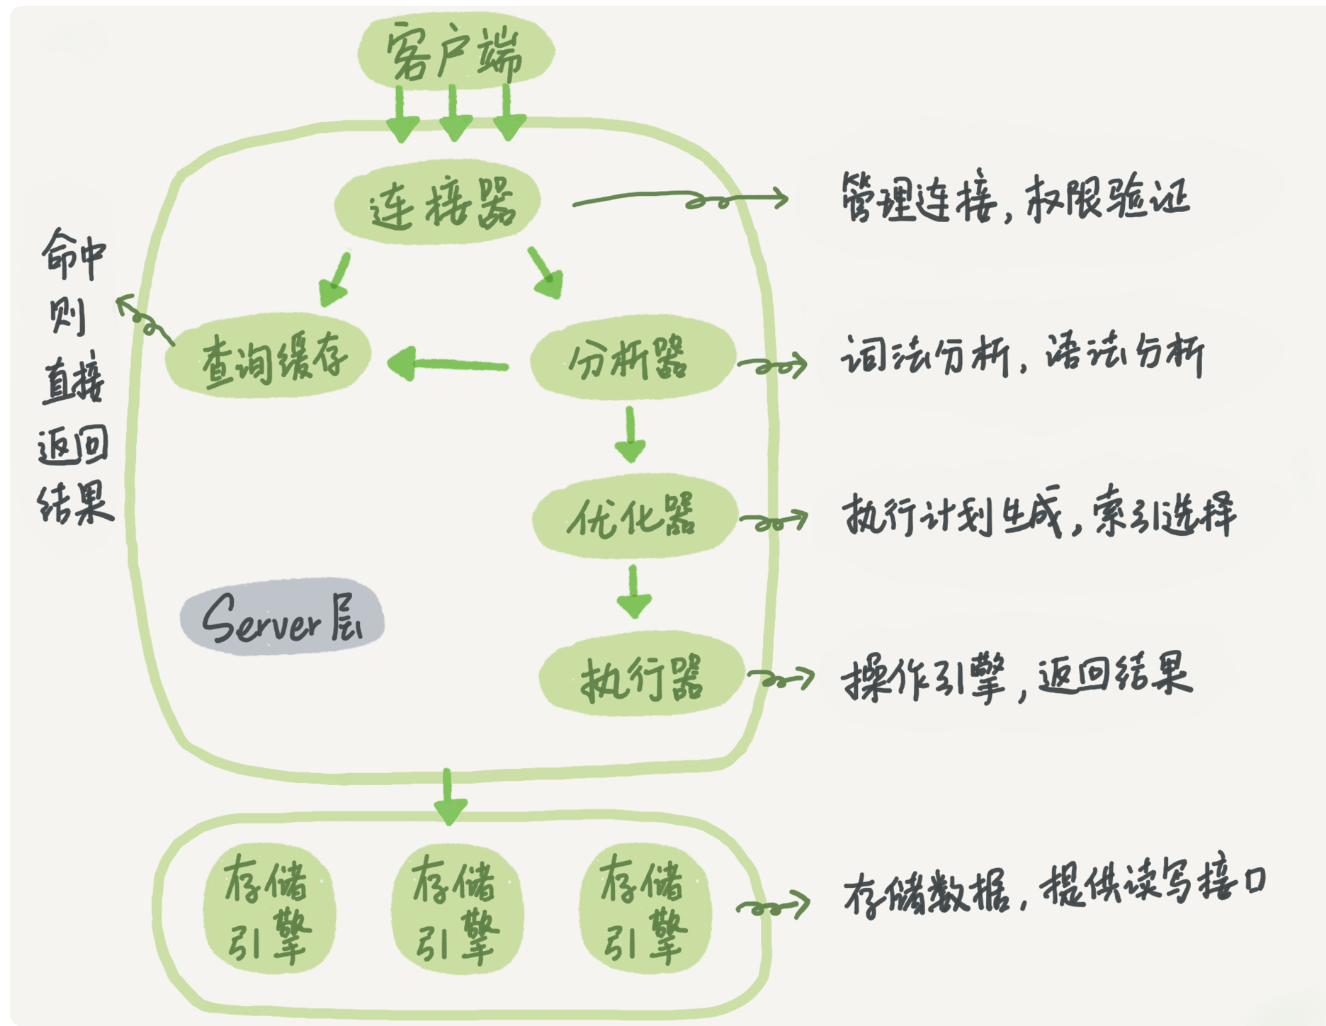 客户端
连接器
管理连接，权限验证
命中
则
直接
返回
结果
查询缓存
分析器
词法分析，语法分析
优化器
执行计划生成，索引选择
Server层
执行器
操作引擎，返回结果
存储
引擎
存储
引擎
存储
引擎
存储数据，提供读写接口